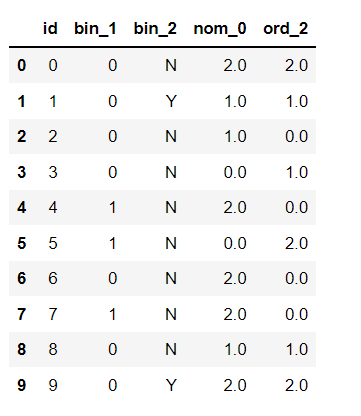 id bin_1 bin_2 nom_0 ord_2
0 0 0 N 2.0 2.0
1 1 0 Y 1.0 1.0
2 2 0 N 1.0 0.0
3 3 0 N 0.0 1.0
4 4 1 N 2.0 0.0
5 5 1 N 0.0 2.0
6 6 0 N 2.0 0.0
7 7 1 N 2.0 0.0
8 8 0 N 1.0 1.0
9 9 0 Y 2.0 2.0